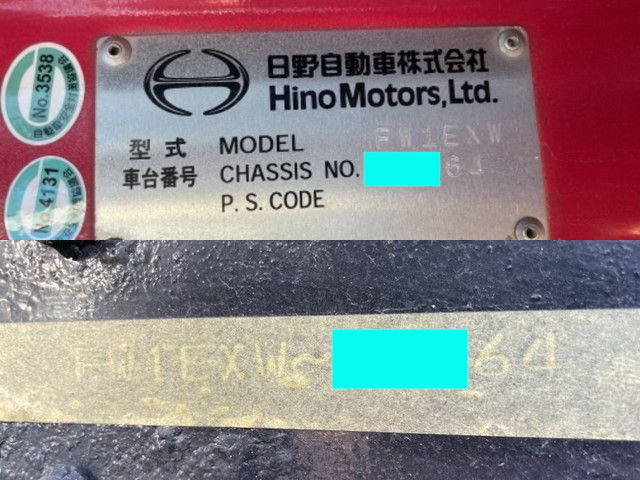 日野自動車株式会社
Hino Motors, Ltd.
型式 MODEL FW1EXW
車台番号 CHASSIS NO. 64
P.S.CODE
No.3538
No.4131
FW1EXW 64